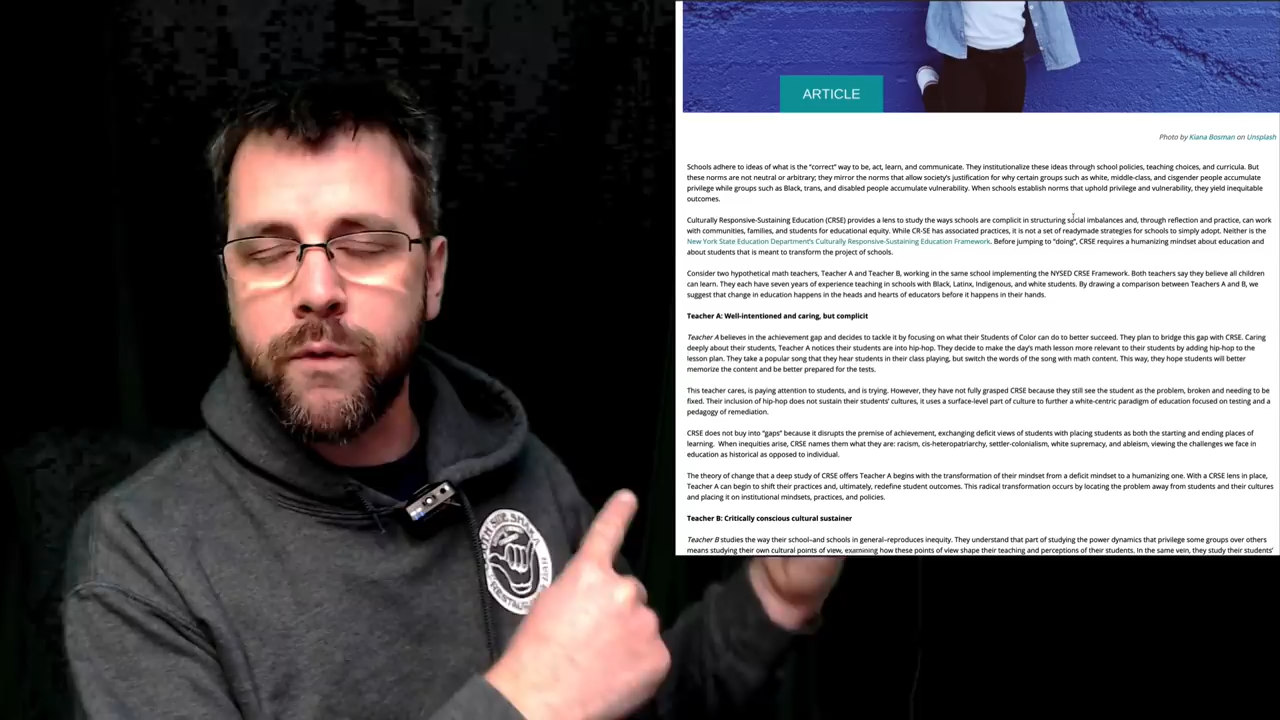 ARTICLE
Photo by Kiana Bosman on Unsplash
Schools adhere to ideas of what is the "correct" way to be, act, learn, and communicate. They institutionalize these ideas through school policies, teaching choices, and curricula. But
these norms are not neutral or arbitrary; they mirror the norms that allow society's justification for why certain groups such as white, middle-class, and cisgender people accumulate
privilege while groups such as Black, trans, and disabled people accumulate vulnerability. When schools establish norms that uphold privilege and vulnerability, they yield inequitable
outcomes.
Culturally Responsive-Sustaining Education (CRSE) provides a lens to study the ways schools are complicit in structuring social imbalances and, through reflection and practice, can work
with communities, families, and students for educational equity. While CR-SE has associated practices, it is not a set of readymade strategies for schools to simply adopt. Neither is the
New York State Education Department's Culturally Responsive-Sustaining Education Framework. Before jumping to "doing", CRSE requires a humanizing mindset about education and
about students that is meant to transform the project of schools.
Consider two hypothetical math teachers, Teacher A and Teacher B, working in the same school implementing the NYSED CRSE Framework. Both teachers say they believe all children
can learn. They each have seven years of experience teaching in schools with Black, Latinx, Indigenous, and white students. By drawing a comparison between Teachers A and B, we
suggest that change in education happens in the heads and hearts of educators before it happens in their hands.
Teacher A: Well-intentioned and caring, but complicit
Teacher A believes in the achievement gap and decides to tackle it by focusing on what their Students of Color can do to better succeed. They plan to bridge this gap with CRSE. Caring
deeply about their students, Teacher A notices their students are into hip-hop. They decide to make the day's math lesson more relevant to their students by adding hip-hop to the
lesson plan. They take a popular song that they hear students in their class playing, but switch the words of the song with math content. This way, they hope students will better
memorize the content and be better prepared for the tests.
This teacher cares, is paying attention to students, and is trying. However, they have not fully grasped CRSE because they still see the student as the problem, broken and needing to be
fixed. Their inclusion of hip-hop does not sustain their students' cultures, it uses a surface-level part of culture to further a white-centric paradigm of education focused on testing and a
pedagogy of remediation.
CRSE does not buy into "gaps" because it disrupts the premise of achievement, exchanging deficit views of students with placing students as both the starting and ending places of
learning. When inequities arise, CRSE names them what they are: racism, cis-heteropatriarchy, settler-colonialism, white supremacy, and ableism, viewing the challenges we face in
education as historical as opposed to individual.
The theory of change that a deep study of CRSE offers Teacher A begins with the transformation of their mindset from a deficit mindset to a humanizing one. With a CRSE lens in place,
Teacher A can begin to shift their practices and, ultimately, redefine student outcomes. This radical transformation occurs by locating the problem away from students and their cultures
and placing it on institutional mindsets, practices, and policies.
Teacher B: Critically conscious cultural sustainer
Teacher B studies the way their school–and schools in general–reproduces inequity. They understand that part of studying the power dynamics that privilege some groups over others
means studying their own cultural points of view, examining how these points of view shape their teaching and perceptions of their students. In the same vein, they study their students'